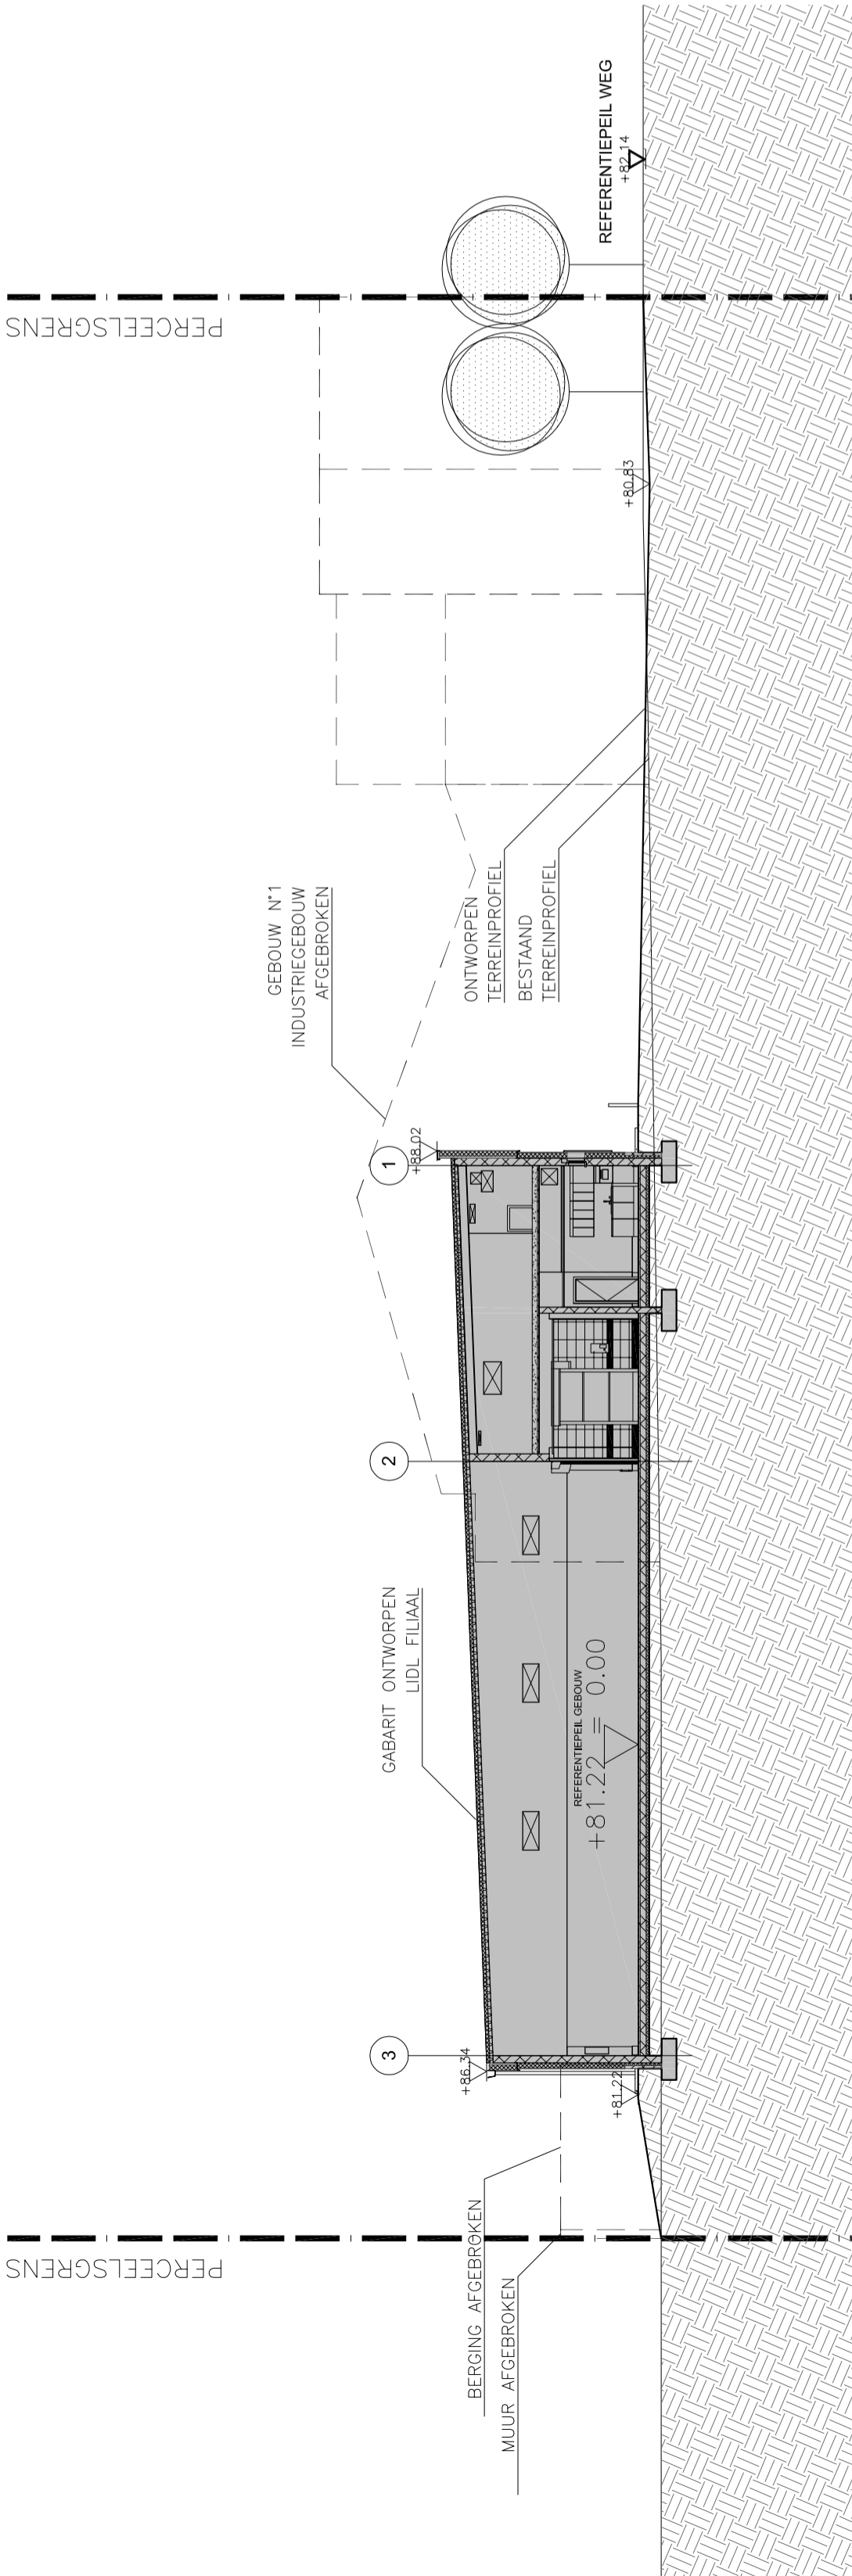 PERCEELSGRENS
BERGING AFGEBROKEN
MUUR AFGEBROKEN
3
+86.34
+81.22
GABARIT ONTWORPEN
LIDL FILIAAL
REFERENTIEPEIL GEBOUW
+81.22 = 0.00
2
1
+88.02
GEBOUW N°1
INDUSTRIEGEBOUW
AFGEBROKEN
ONTWORPEN
TERREINPROFIEL
BESTAAND
TERREINPROFIEL
+80.83
PERCEELSGRENS
REFERENTIEPEIL WEG
+82.14